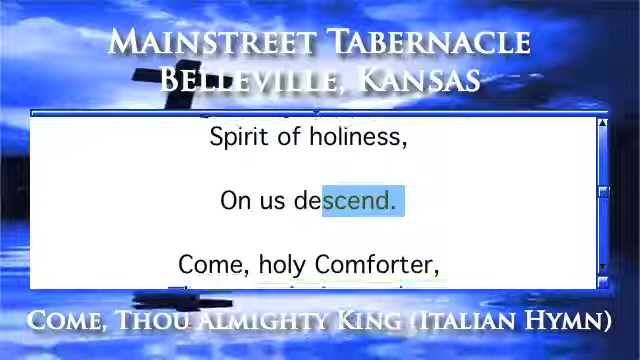 MAINSTREET TABERNACLE
BELLEVILLE, KANSAS
Spirit of holiness,
On us descend.
Come, holy Comforter,
COME, THOU ALMIGHTY KING (ITALIAN HYMN)